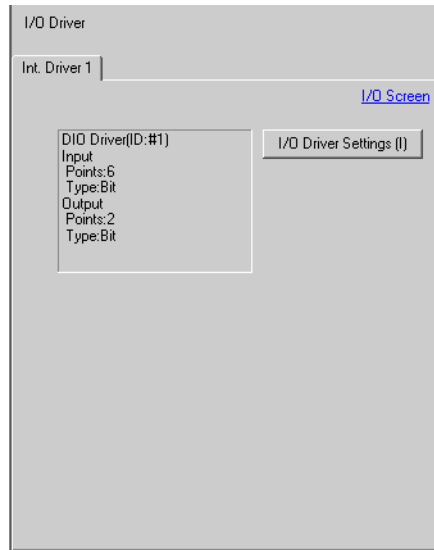 I/O Driver
Int. Driver 1
I/O Screen
DIO Driver(ID:#1)
Input
Points:6
Type:Bit
Output
Points:2
Type:Bit
I/O Driver Settings (I)